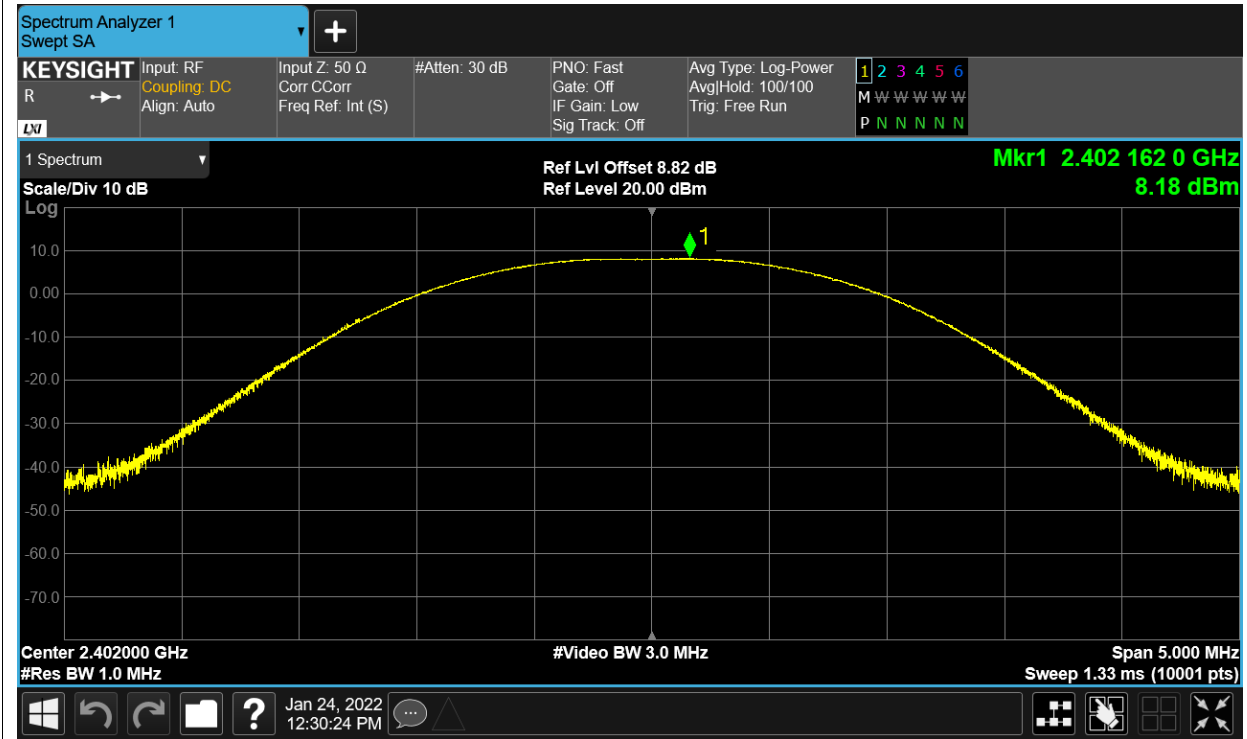 Spectrum Analyzer 1
Swept SA
KEYSIGHT
R
LXI
Input: RF
Coupling: DC
Align: Auto
Input Z: 50 Ω
Corr CCorr
Freq Ref: Int (S)
#Atten: 30 dB
PNO: Fast
Gate: Off
IF Gain: Low
Sig Track: Off
Avg Type: Log-Power
Avg|Hold: 100/100
Trig: Free Run
1 2 3 4 5 6
M W W W W W
P N N N N N
1 Spectrum
Scale/Div 10 dB
Log
Ref Lvl Offset 8.82 dB
Ref Level 20.00 dBm
Mkr1 2.402 162 0 GHz
8.18 dBm
1
10.0
0.00
-10.0
-20.0
-30.0
-40.0
-50.0
-60.0
-70.0
Center 2.402000 GHz
#Res BW 1.0 MHz
#Video BW 3.0 MHz
Span 5.000 MHz
Sweep 1.33 ms (10001 pts)
?
Jan 24, 2022
12:30:24 PM